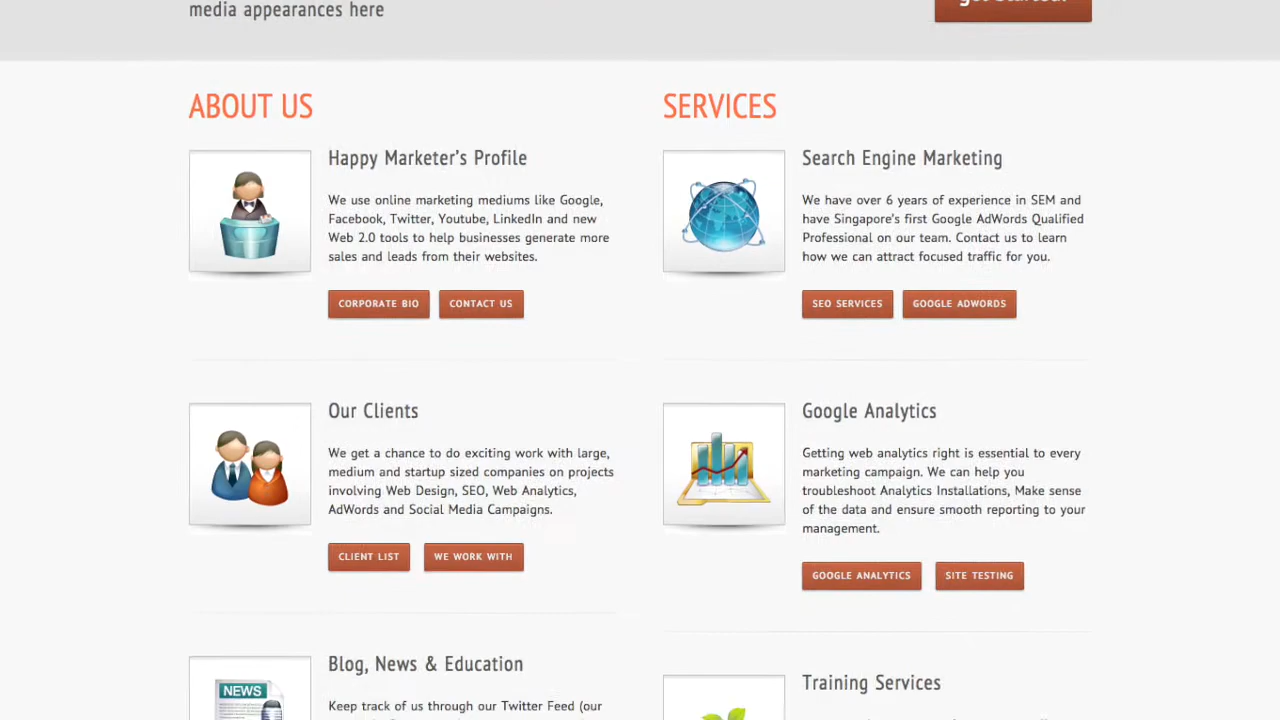 media appearances here
ABOUT US
Happy Marketer's Profile
We use online marketing mediums like Google,
Facebook, Twitter, Youtube, LinkedIn and new
Web 2.0 tools to help businesses generate more
sales and leads from their websites.
CORPORATE BIO CONTACT US
Our Clients
We get a chance to do exciting work with large,
medium and startup sized companies on projects
involving Web Design, SEO, Web Analytics,
AdWords and Social Media Campaigns.
CLIENT LIST WE WORK WITH
Blog, News & Education
NEWS
Keep track of us through our Twitter Feed (our
SERVICES
Search Engine Marketing
We have over 6 years of experience in SEM and
have Singapore's first Google AdWords Qualified
Professional on our team. Contact us to learn
how we can attract focused traffic for you.
SEO SERVICES GOOGLE ADWORDS
Google Analytics
Getting web analytics right is essential to every
marketing campaign. We can help you
troubleshoot Analytics Installations, Make sense
of the data and ensure smooth reporting to your
management.
GOOGLE ANALYTICS SITE TESTING
Training Services